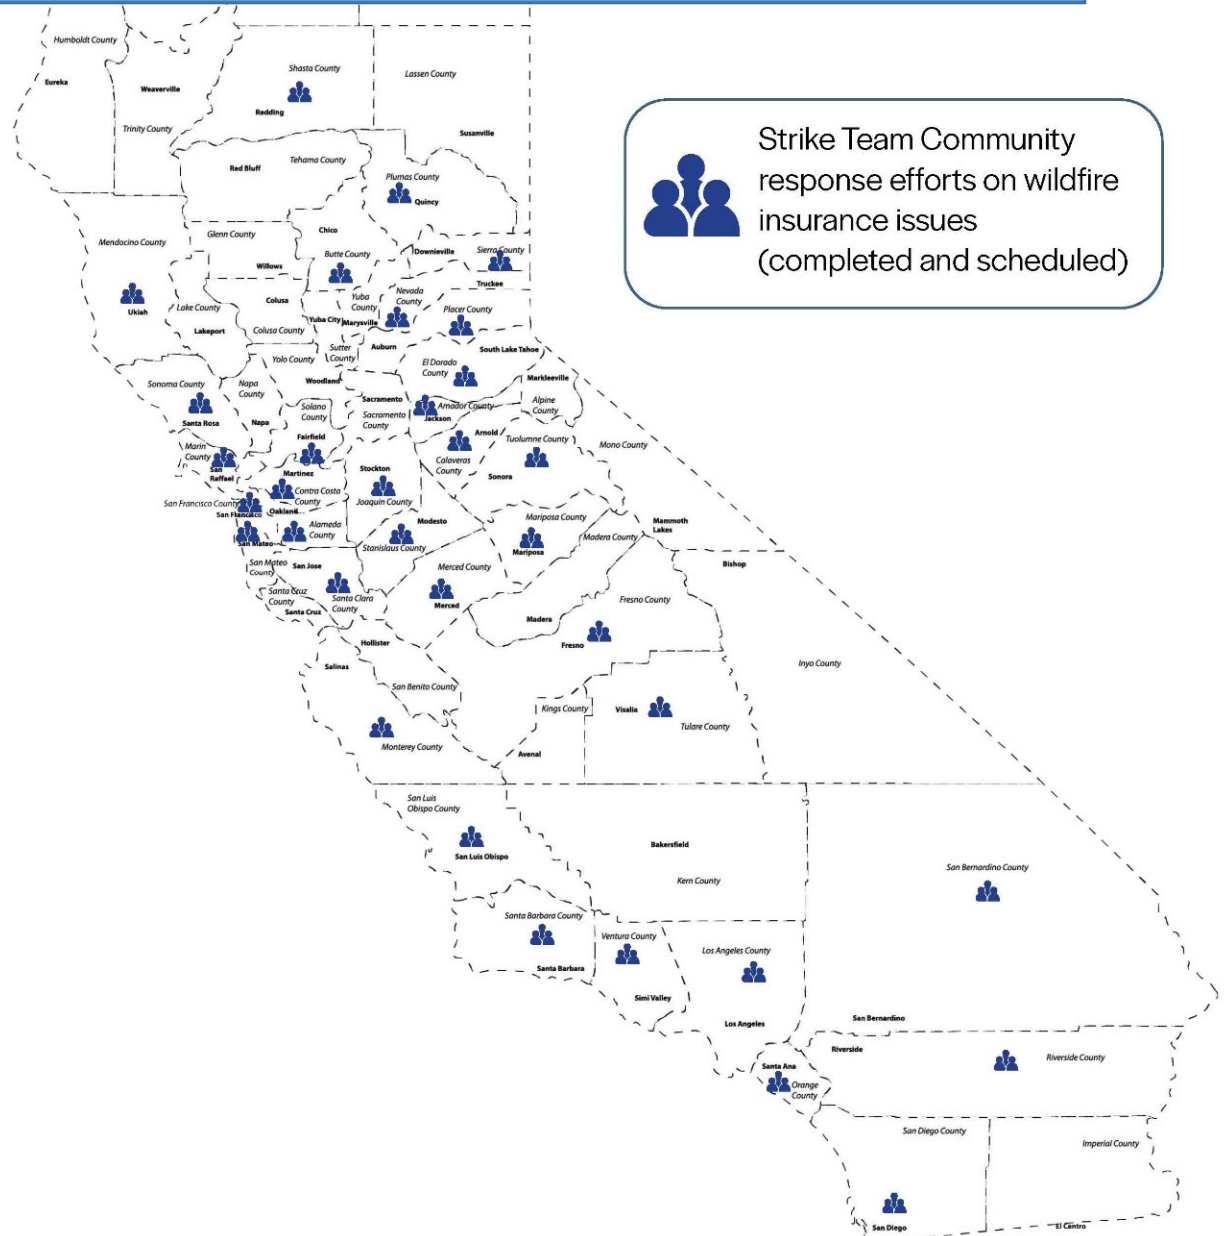 Humboldt County
Eureka
Weaverville
Trinity County
Shasta County
Redding
Lassen County
Susanville
Red Bluff
Tehama County
Plumas County
Quincy
Strike Team Community
response efforts on wildfire
insurance issues
(completed and scheduled)
Mendocino County
Ukiah
Glenn County
Willows
Chico
Butte County
Downieville
Sierra County
Truckee
Lake County
Lakeport
Colusa
Colusa County
Yuba
County
Yuba City
Marysville
Nevada
County
Placer County
Sutter
County
Auburn
South Lake Tahoe
Yolo County
Woodland
El Dorado
County
Markleeville
Alpine
County
Sonoma County
Santa Rosa
Napa
County
Napa
Solano
County
Fairfield
Sacramento
Sacramento
County
Amador County
Jackson
Arnold
Calaveras
County
Tuolumne County
Sonora
Mono County
Marin
County
San
Raffael
Martinez
Contra Costa
County
Stockton
Joaquin County
San Francisco County
San Francisco
Oakland
Alameda
County
San Mateo
Modesto
Stanislaus County
Mariposa County
Mariposa
Madera County
Mammoth
Lakes
San Mateo
County
San Jose
Santa Cruz
County
Santa Cruz
Santa Clara
County
Merced County
Merced
Bishop
Madera
Fresno County
Fresno
Hollister
Salinas
San Benito County
Inyo County
Kings County
Visalia
Tulare County
Monterey County
Avenal
San Luis
Obispo County
San Luis Obispo
Bakersfield
Kern County
San Bernardino County
Santa Barbara County
Santa Barbara
Ventura County
Simi Valley
Los Angeles County
Los Angeles
San Bernardino
Riverside
Riverside County
Santa Ana
Orange
County
San Diego County
Imperial County
San Diego
El Centro